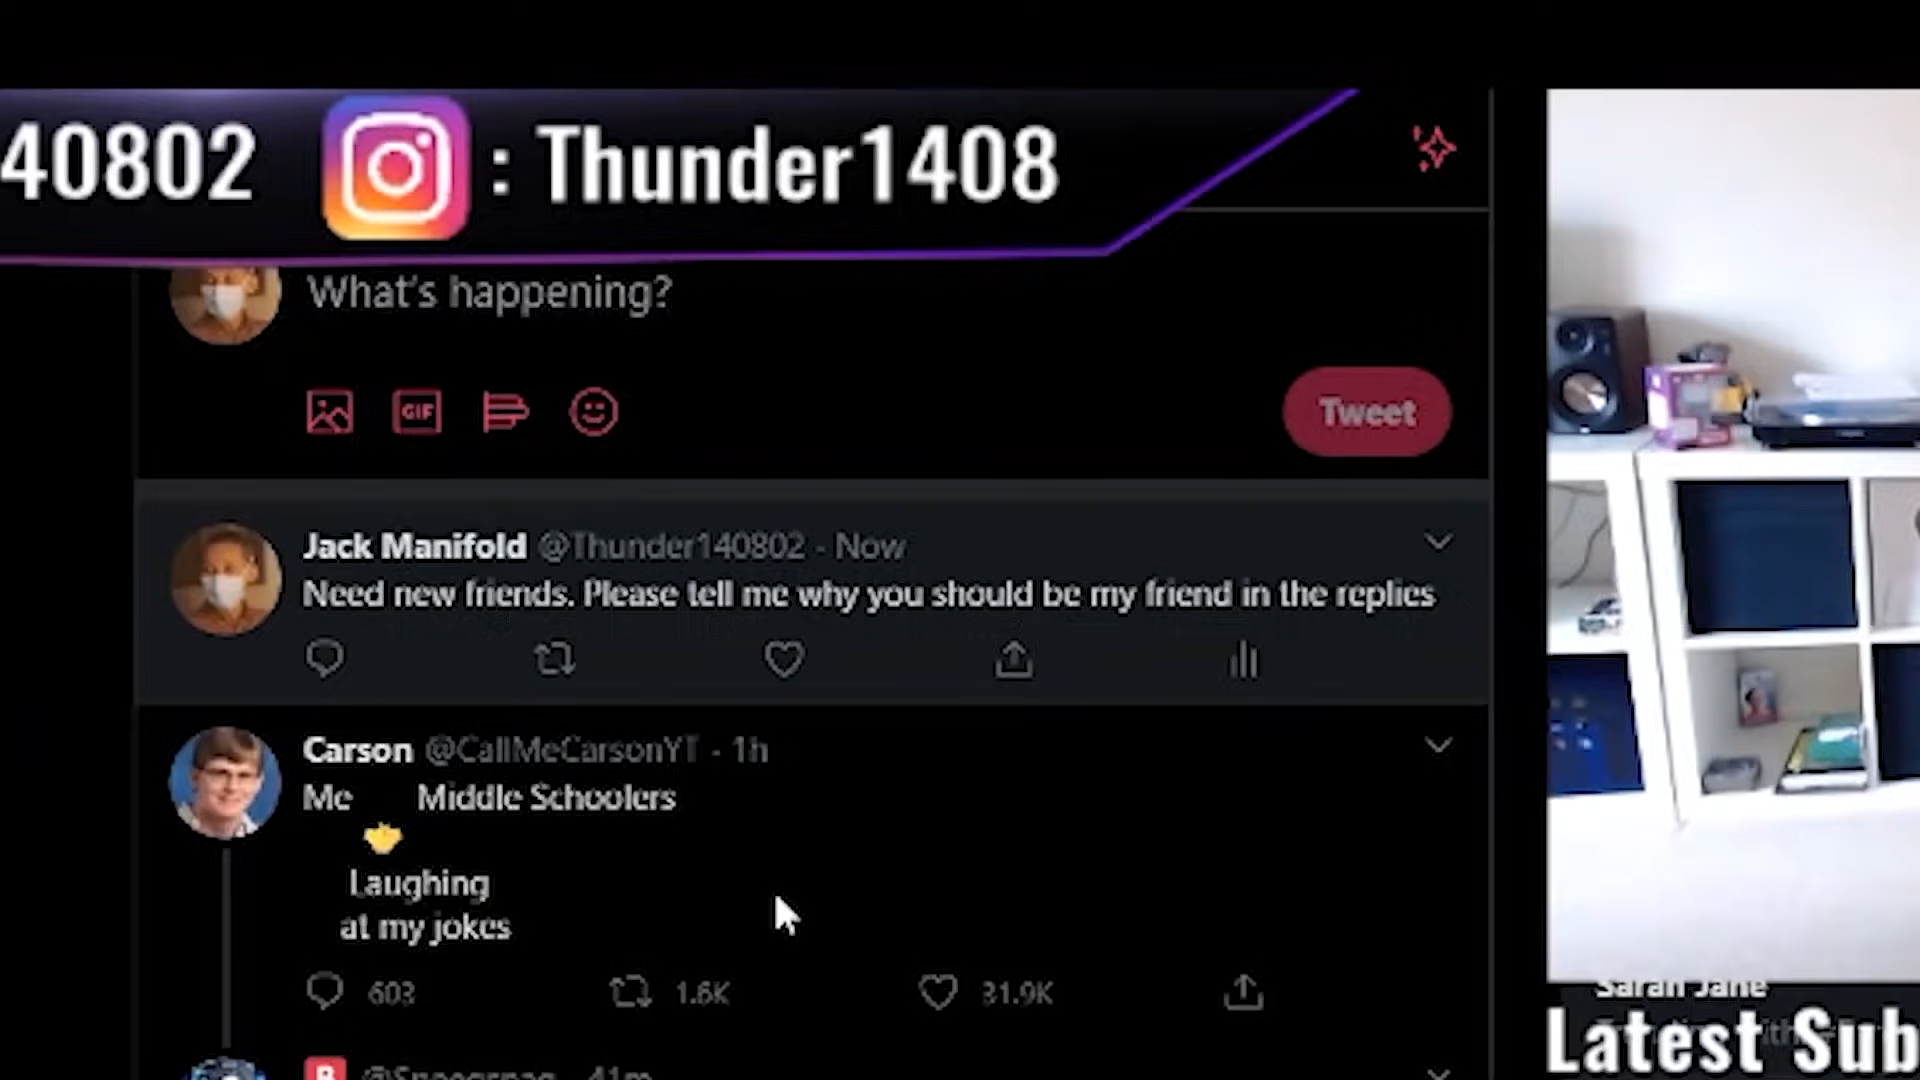 40802 : Thunder1408
What's happening?
GIF
Tweet
Jack Manifold @Thunder140802 · Now
Need new friends. Please tell me why you should be my friend in the replies
Carson @CallMeCarsonYT · 1h
Me Middle Schoolers
Laughing
at my jokes
603 1.6K 31.9K
Sarah Jane
Latest Sub
B 41m